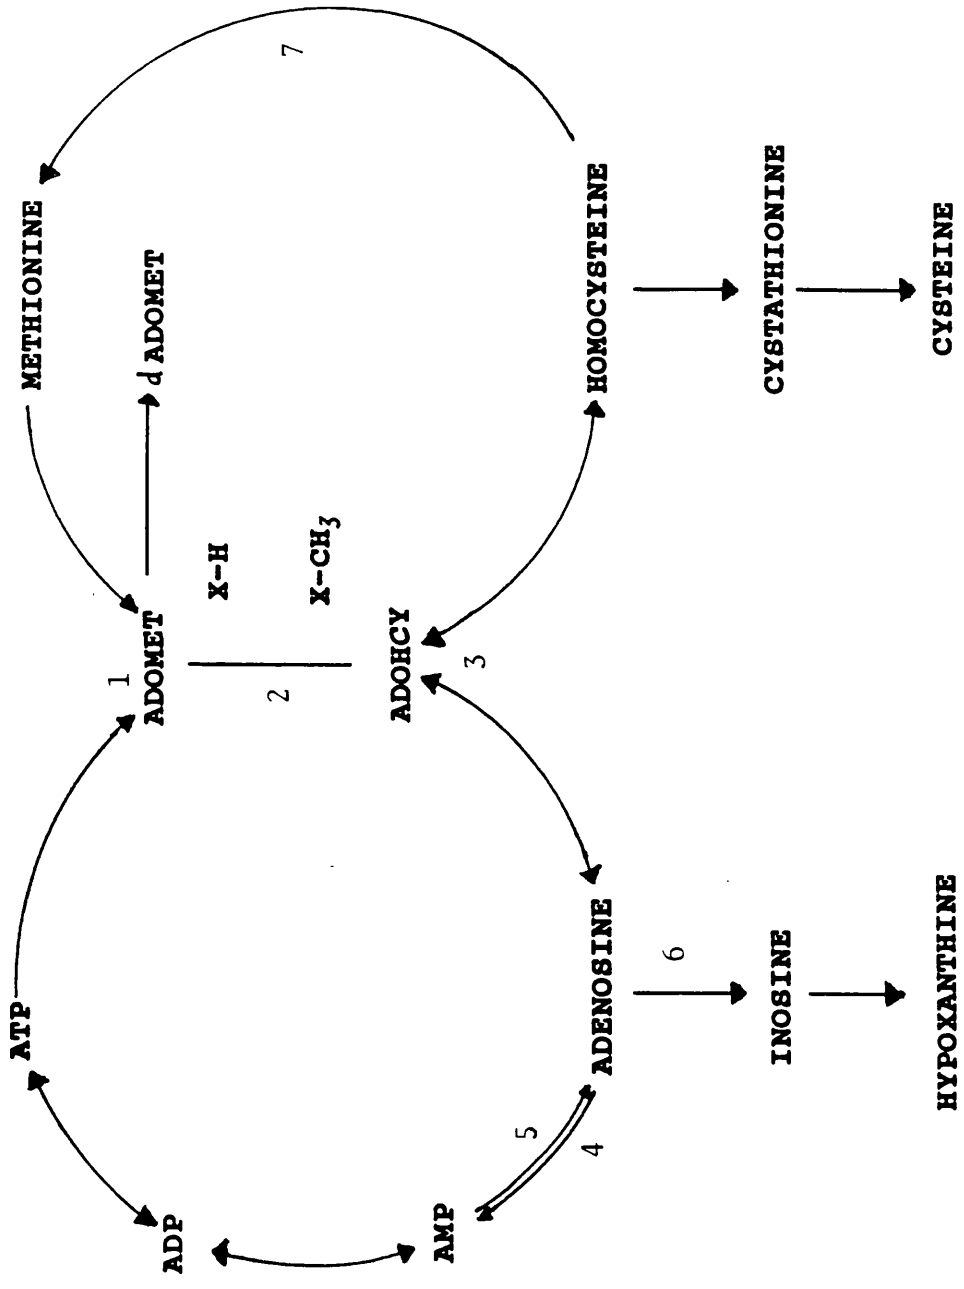 ATP
METHIONINE
1
ADOMET
d ADOMET
ADP
X-H
2
7
X-CH₃
ADOHCY
AMP
3
5
4
ADENOSINE
HOMOCYSTEINE
6
INOSINE
CYSTATHIONINE
HYPOXANTHINE
CYSTEINE